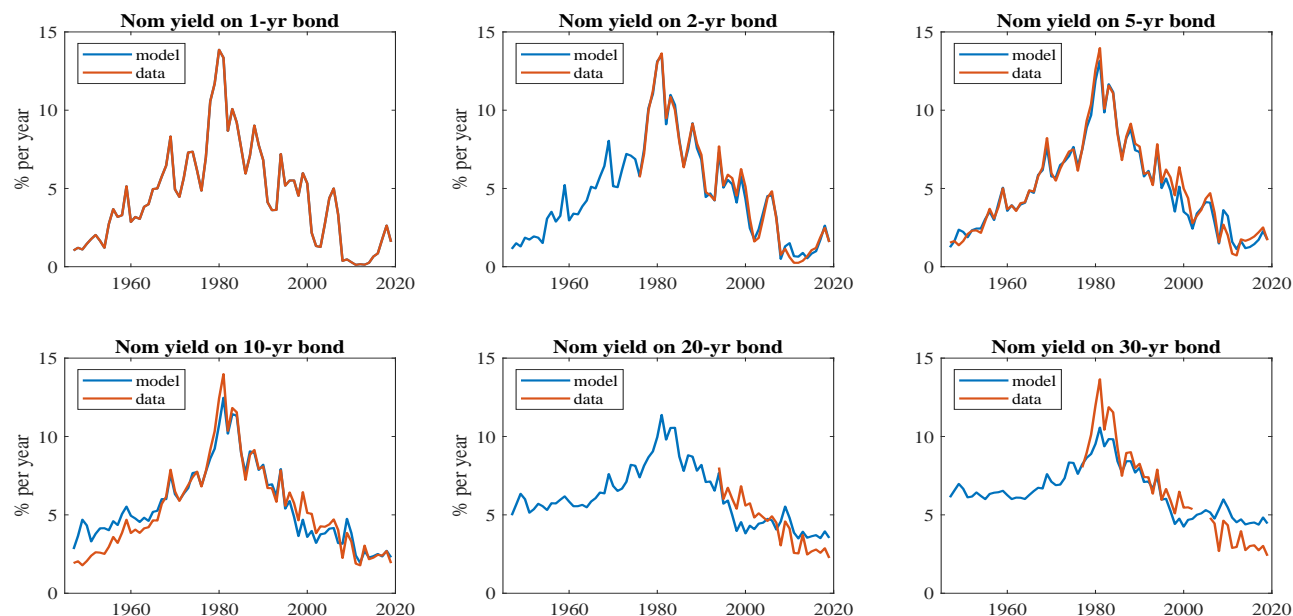 Nom yield on 1-yr bond
15
10
5
0
% per year
model
data
1960
1980
2000
2020
Nom yield on 2-yr bond
15
10
5
0
model
data
1960
1980
2000
2020
Nom yield on 5-yr bond
15
10
5
0
model
data
1960
1980
2000
2020
Nom yield on 10-yr bond
15
10
5
0
% per year
model
data
1960
1980
2000
2020
Nom yield on 20-yr bond
15
10
5
0
% per year
model
data
1960
1980
2000
2020
Nom yield on 30-yr bond
15
10
5
0
% per year
model
data
1960
1980
2000
2020